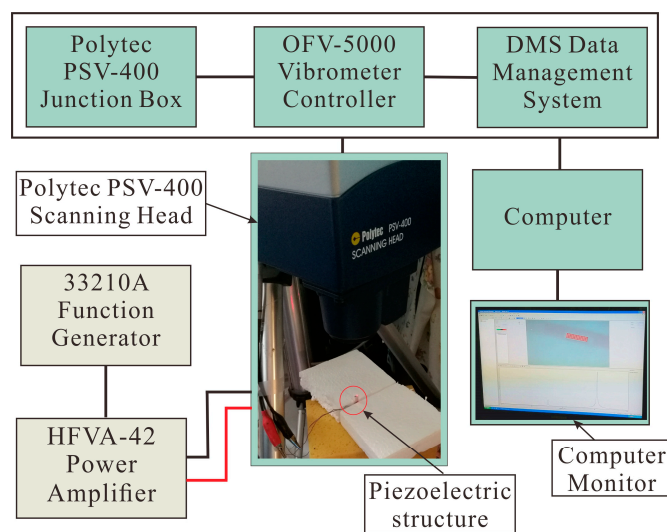 Polytec
PSV-400
Junction Box
OFV-5000
Vibrometer
Controller
DMS Data
Management
System
Polytec PSV-400
Scanning Head
Polytec PSV-400
SCANNING HEAD
Computer
33210A
Function
Generator
HFVA-42
Power
Amplifier
Piezoelectric
structure
Computer
Monitor